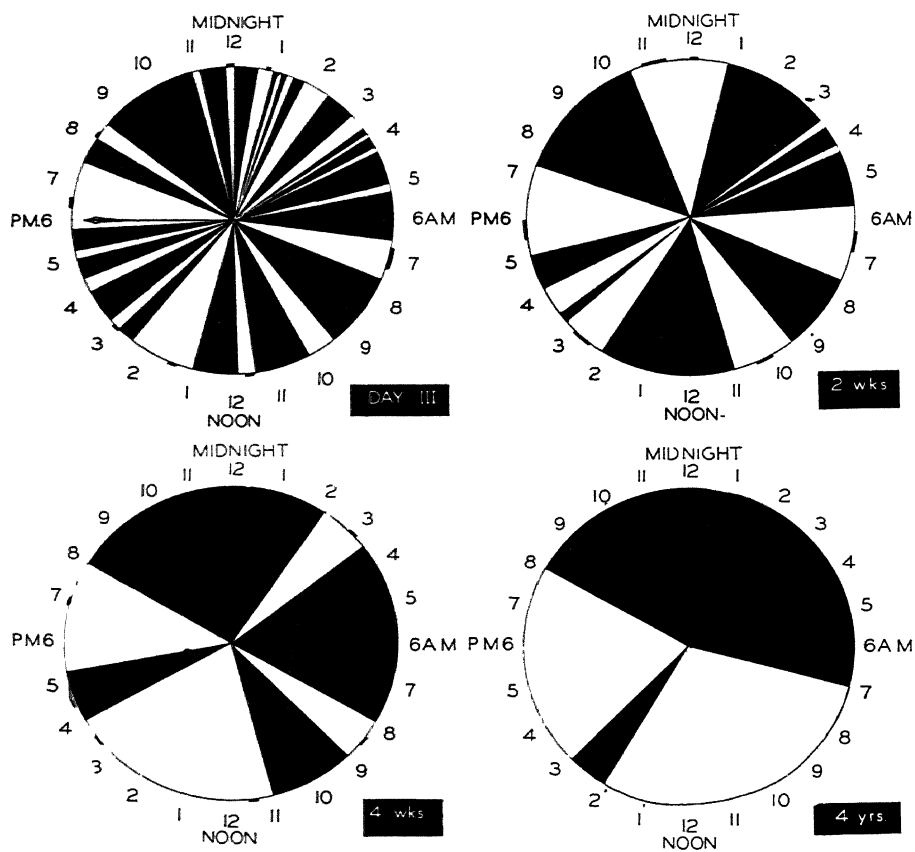 MIDNIGHT
11 12 1
10 2
9 3
8 4
7 5
PM.6 6AM
5 7
4 8
3 9
2 10
1 12 11
NOON
DAY III
MIDNIGHT
11 12 1
10 2
9 3
8 4
7 5
PM6 6AM
5 7
4 8
3 9
2 10
1 12 11
NOON-
2 wks
MIDNIGHT
11 12 1
10 2
9 3
8 4
7 5
PM6 6AM
5 7
4 8
3 9
2 10
1 12 11
NOON
4 wks
MIDNIGHT
11 12 1
10 2
9 3
8 4
7 5
PM6 6AM
5 7
4 8
3 9
2 10
1 12 11
NOON
4 yrs.